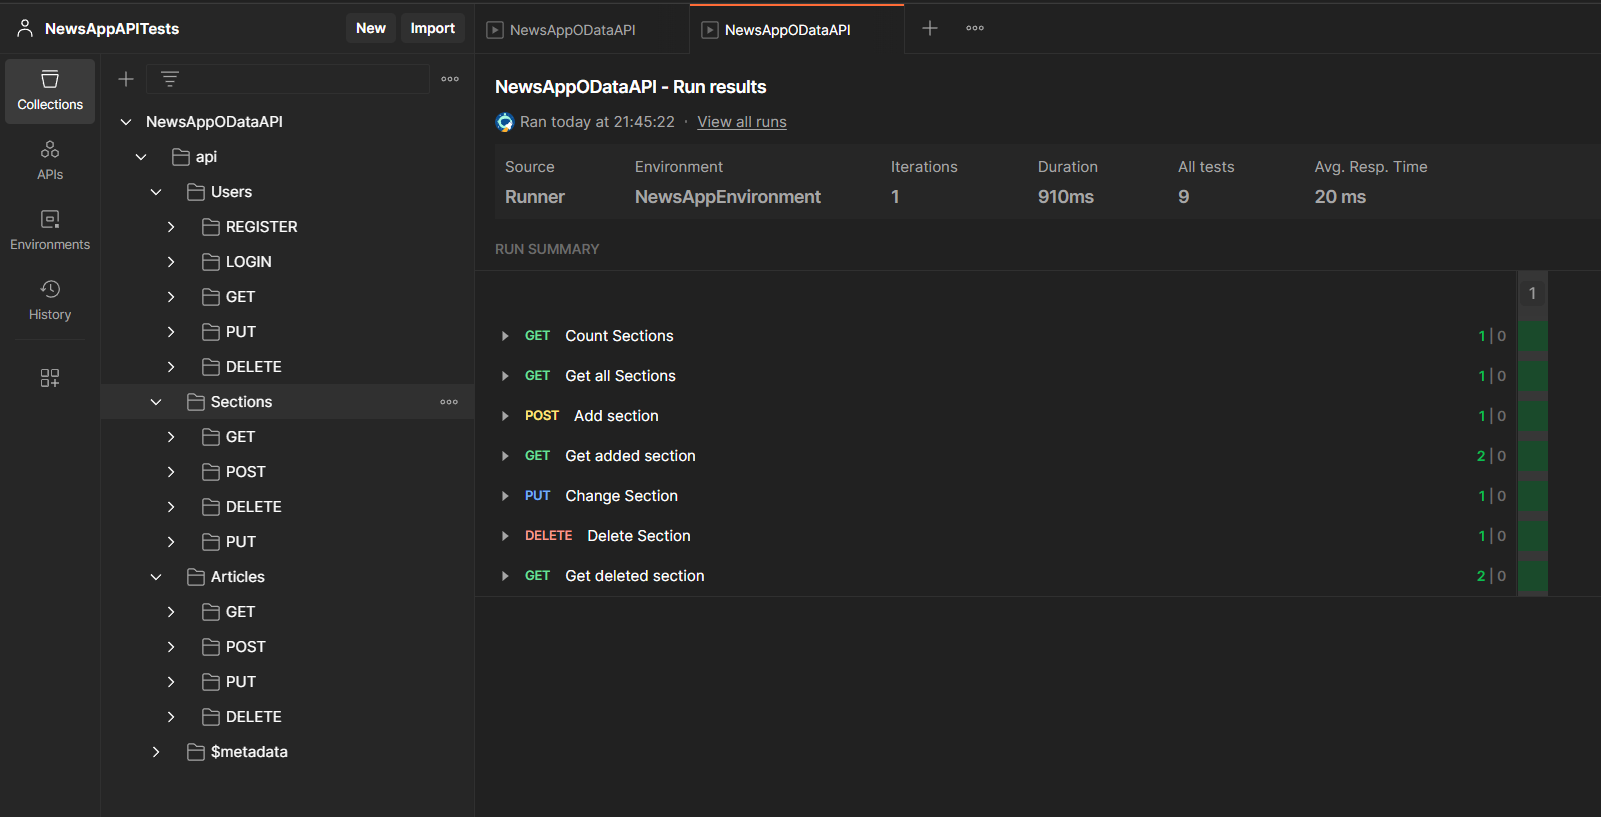 NewsAppAPITests
New
Import
NewsAppODataAPI
NewsAppODataAPI
Collections
APIs
Environments
History
NewsAppODataAPI
api
Users
REGISTER
LOGIN
GET
PUT
DELETE
Sections
GET
POST
DELETE
PUT
Articles
GET
POST
PUT
DELETE
$metadata
NewsAppODataAPI - Run results
Ran today at 21:45:22 · View all runs
Source Environment Iterations Duration All tests Avg. Resp. Time
Runner NewsAppEnvironment 1 910ms 9 20 ms
RUN SUMMARY
1
GET Count Sections 1 | 0
GET Get all Sections 1 | 0
POST Add section 1 | 0
GET Get added section 2 | 0
PUT Change Section 1 | 0
DELETE Delete Section 1 | 0
GET Get deleted section 2 | 0